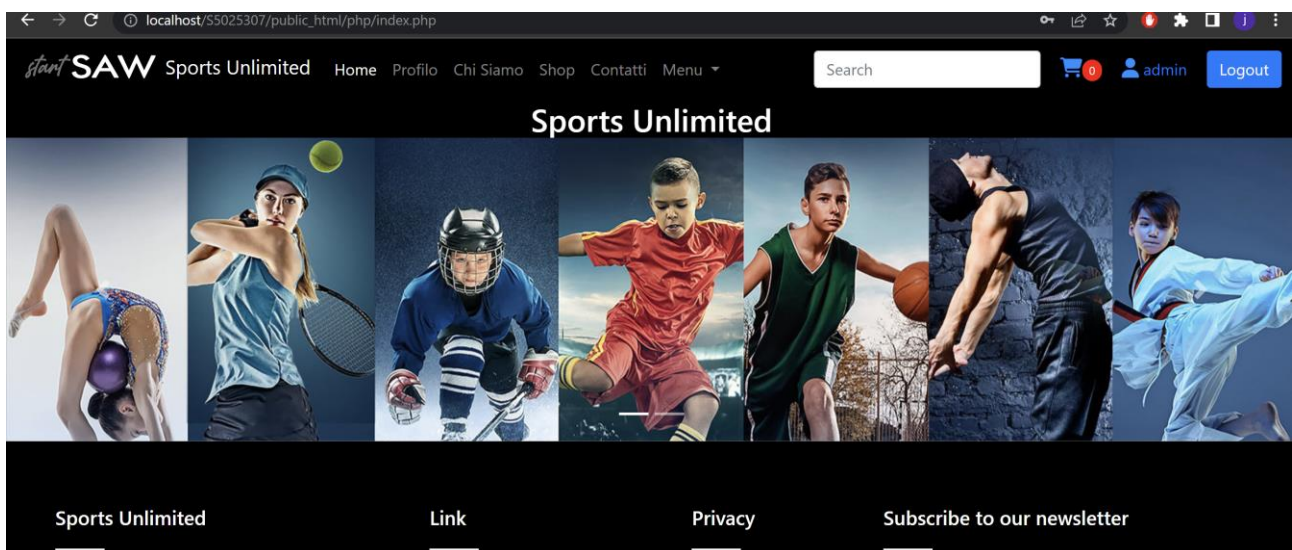 localhost/S5025307/public_html/php/index.php
j
start SAW Sports Unlimited Home Profilo Chi Siamo Shop Contatti Menu Search 0 admin Logout
Sports Unlimited
Sports Unlimited Link Privacy Subscribe to our newsletter